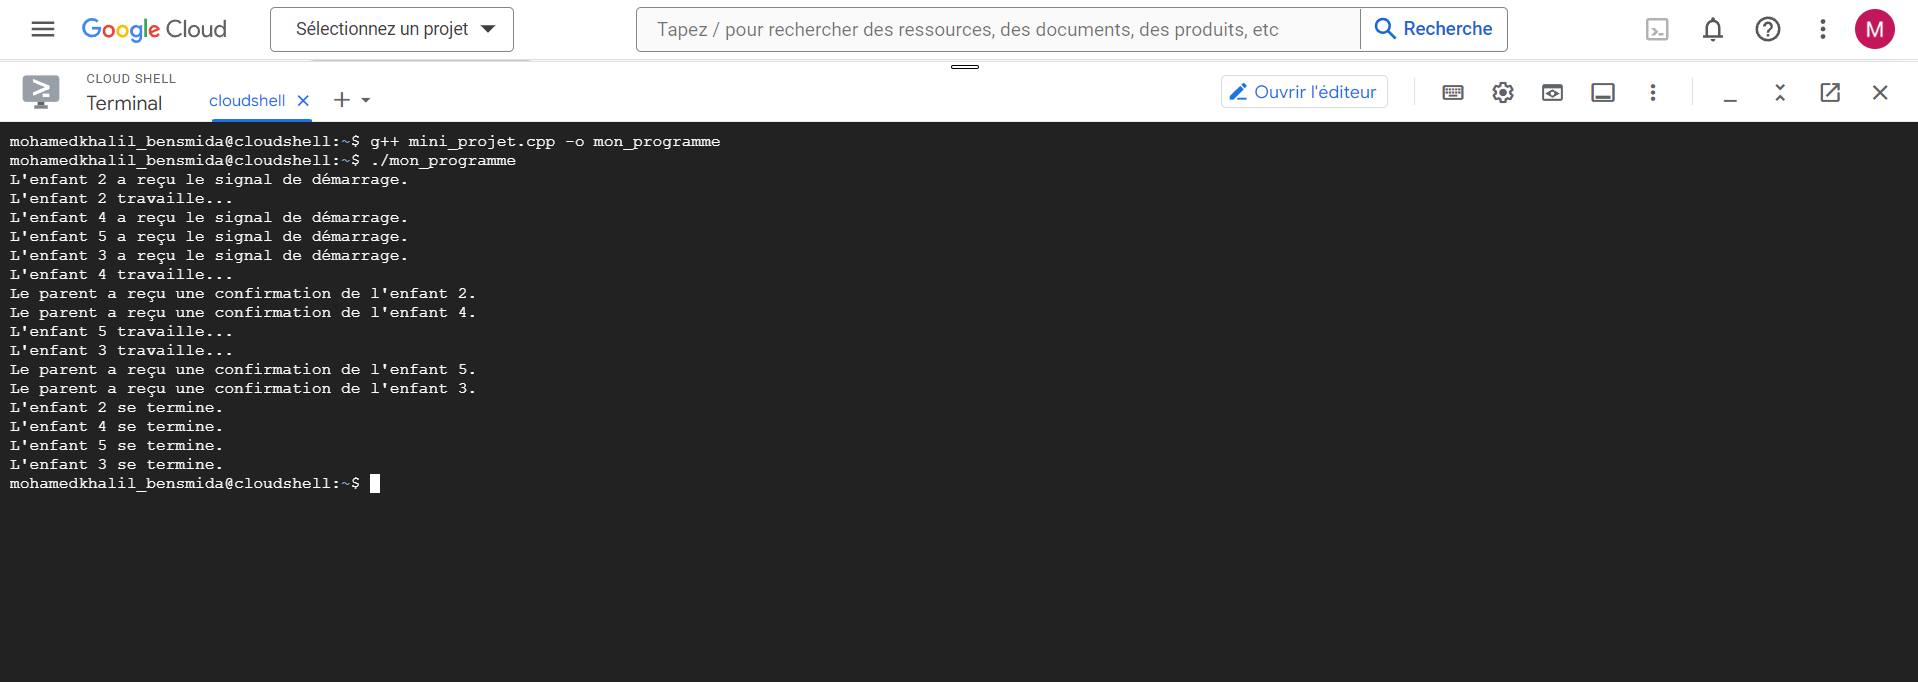 Google Cloud
Sélectionnez un projet
Tapez / pour rechercher des ressources, des documents, des produits, etc
Recherche
M
CLOUD SHELL
Terminal
cloudshell
Ouvrir l'éditeur
mohamedkhalil_bensmida@cloudshell:~$ g++ mini_projet.cpp -o mon_programme
mohamedkhalil_bensmida@cloudshell:~$ ./mon_programme
L'enfant 2 a reçu le signal de démarrage.
L'enfant 2 travaille...
L'enfant 4 a reçu le signal de démarrage.
L'enfant 5 a reçu le signal de démarrage.
L'enfant 3 a reçu le signal de démarrage.
L'enfant 4 travaille...
Le parent a reçu une confirmation de l'enfant 2.
Le parent a reçu une confirmation de l'enfant 4.
L'enfant 5 travaille...
L'enfant 3 travaille...
Le parent a reçu une confirmation de l'enfant 5.
Le parent a reçu une confirmation de l'enfant 3.
L'enfant 2 se termine.
L'enfant 4 se termine.
L'enfant 5 se termine.
L'enfant 3 se termine.
mohamedkhalil_bensmida@cloudshell:~$